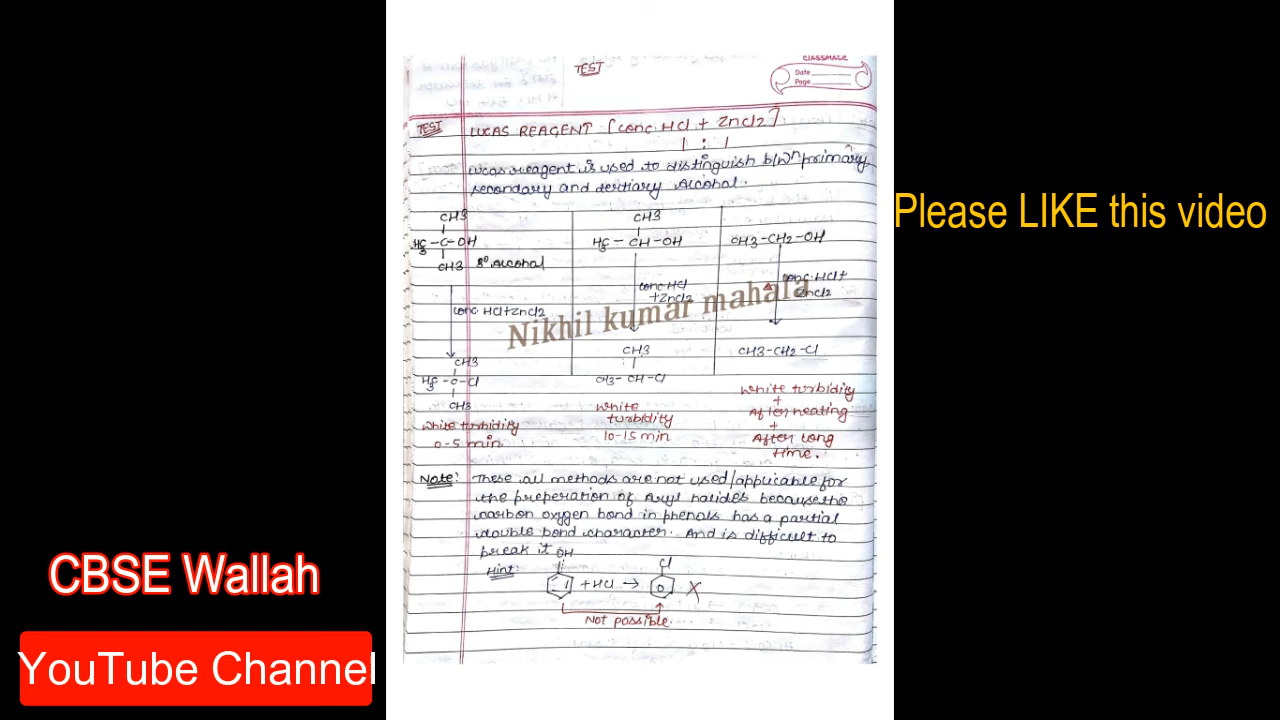 CLASSMATE
TEST
Date
Page
TEST LUCAS REAGENT [conc. HCl + ZnCl2]
1 : 1
Lucas reagent is used to distinguish b/wn primary,
secondary and tertiary Alcohal.
CH3
H3C - C - OH
CH3 3° Alcohal
conc. HCl+ZnCl2
CH3
H3C - C - Cl
CH3
White turbidity
0-5 min.
CH3
H3C - CH - OH
conc. HCl
+ZnCl2
CH3
CH3 - CH - Cl
White
turbidity
10-15 min
CH3-CH2-OH
Δ conc. HCl+
ZnCl2
CH3-CH2-Cl
White turbidity
+
After heating
+
After Long
time.
Nikhil kumar mahala
Note: These all methods are not used/applicable for
the preperation of Aryl halides because the
carbon oxygen bond in phenals has a partial
double bond character. And is difficult to
break it
Hint:
OH
Cl
+ HCl →
Not possible.
Please LIKE this video
CBSE Wallah
YouTube Channel